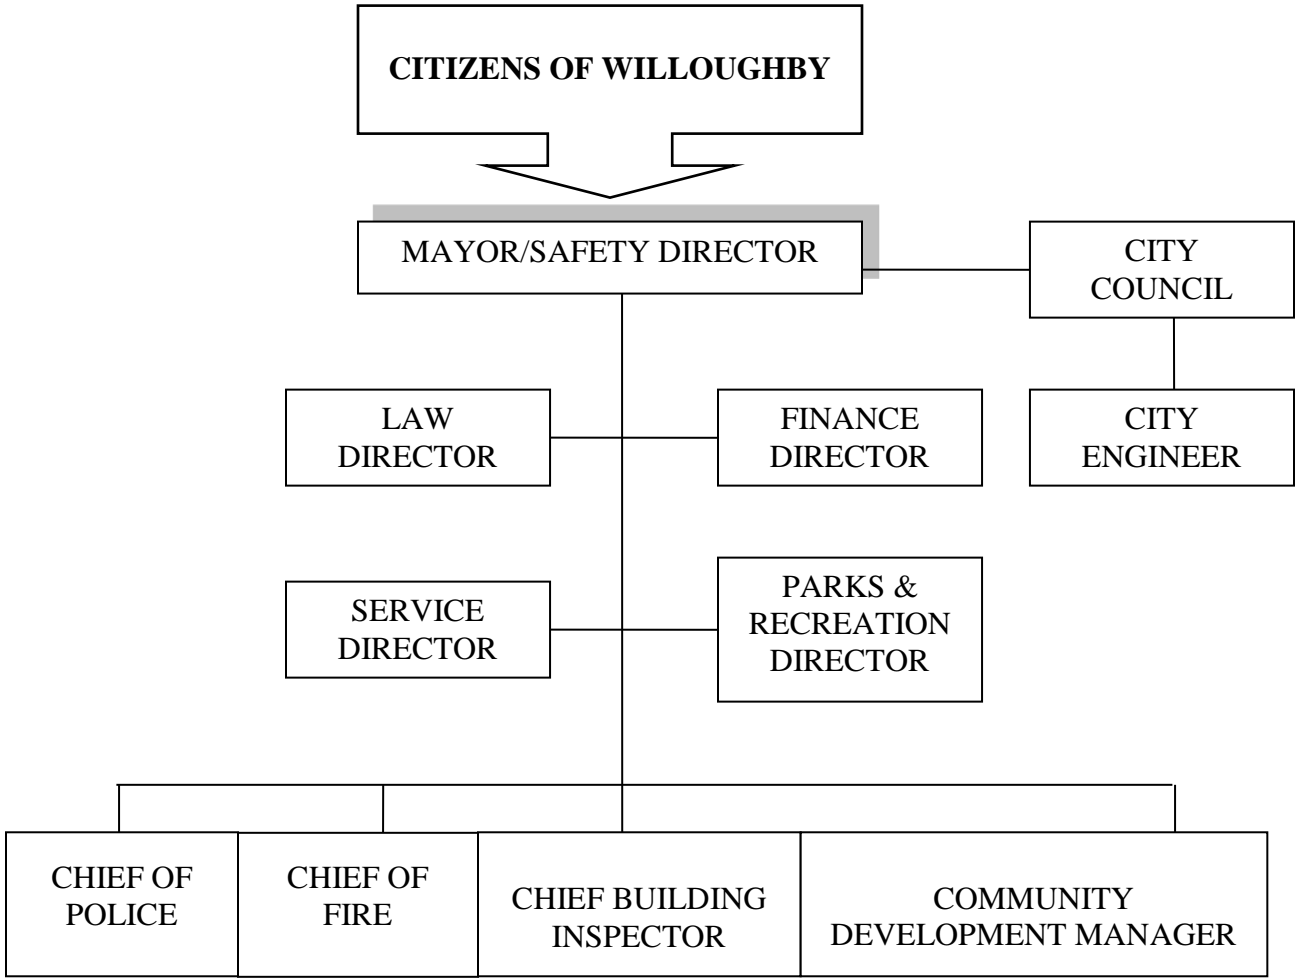 CITIZENS OF WILLOUGHBY
MAYOR/SAFETY DIRECTOR
CITY
COUNCIL
LAW
DIRECTOR
FINANCE
DIRECTOR
CITY
ENGINEER
SERVICE
DIRECTOR
PARKS &
RECREATION
DIRECTOR
CHIEF OF
POLICE
CHIEF OF
FIRE
CHIEF BUILDING
INSPECTOR
COMMUNITY
DEVELOPMENT MANAGER